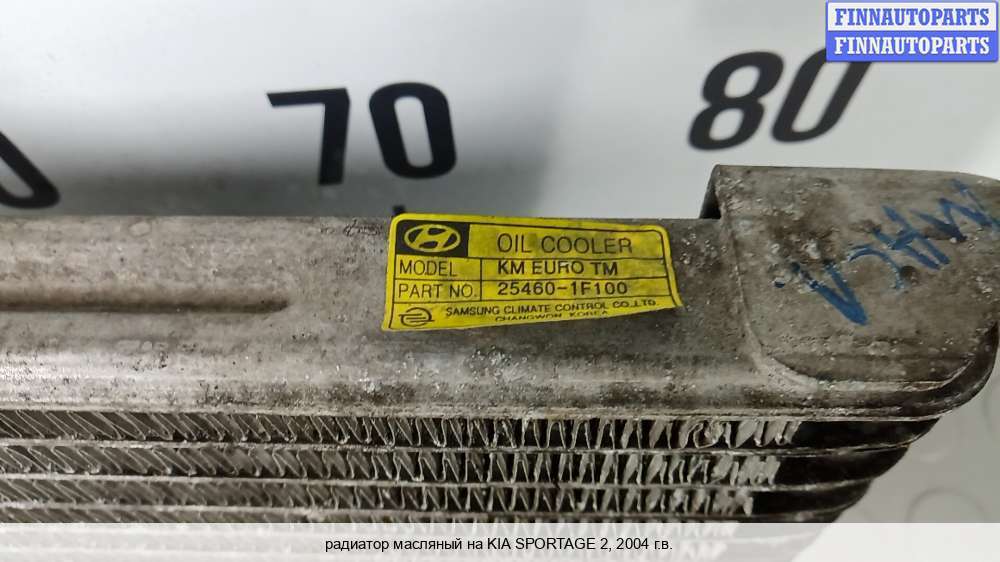 FINNAUTOPARTS
FINNAUTOPARTS
70
80
OIL COOLER
MODEL KM EURO TM
PART NO. 25460-1F100
SAMSUNG CLIMATE CONTROL CO.,LTD.
CHANGWON, KOREA
радиатор масляный на KIA SPORTAGE 2, 2004 г.в.